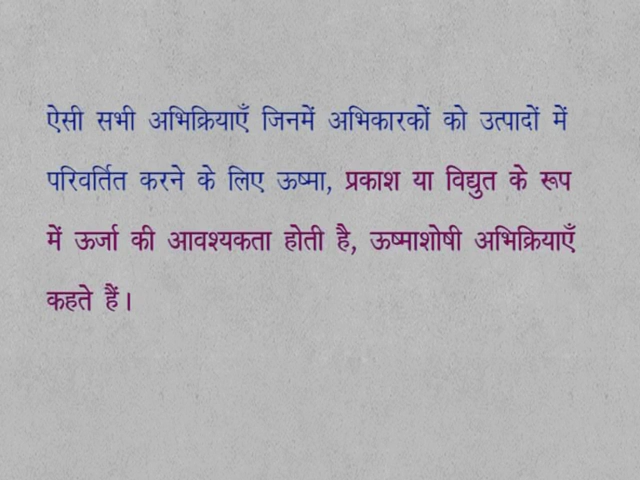 ऐसी सभी अभिक्रियाएँ जिनमें अभिकारकों को उत्पादों में
परिवर्तित करने के लिए ऊष्मा, प्रकाश या विद्युत के रूप
में ऊर्जा की आवश्यकता होती है, ऊष्माशोषी अभिक्रियाएँ
कहते हैं।